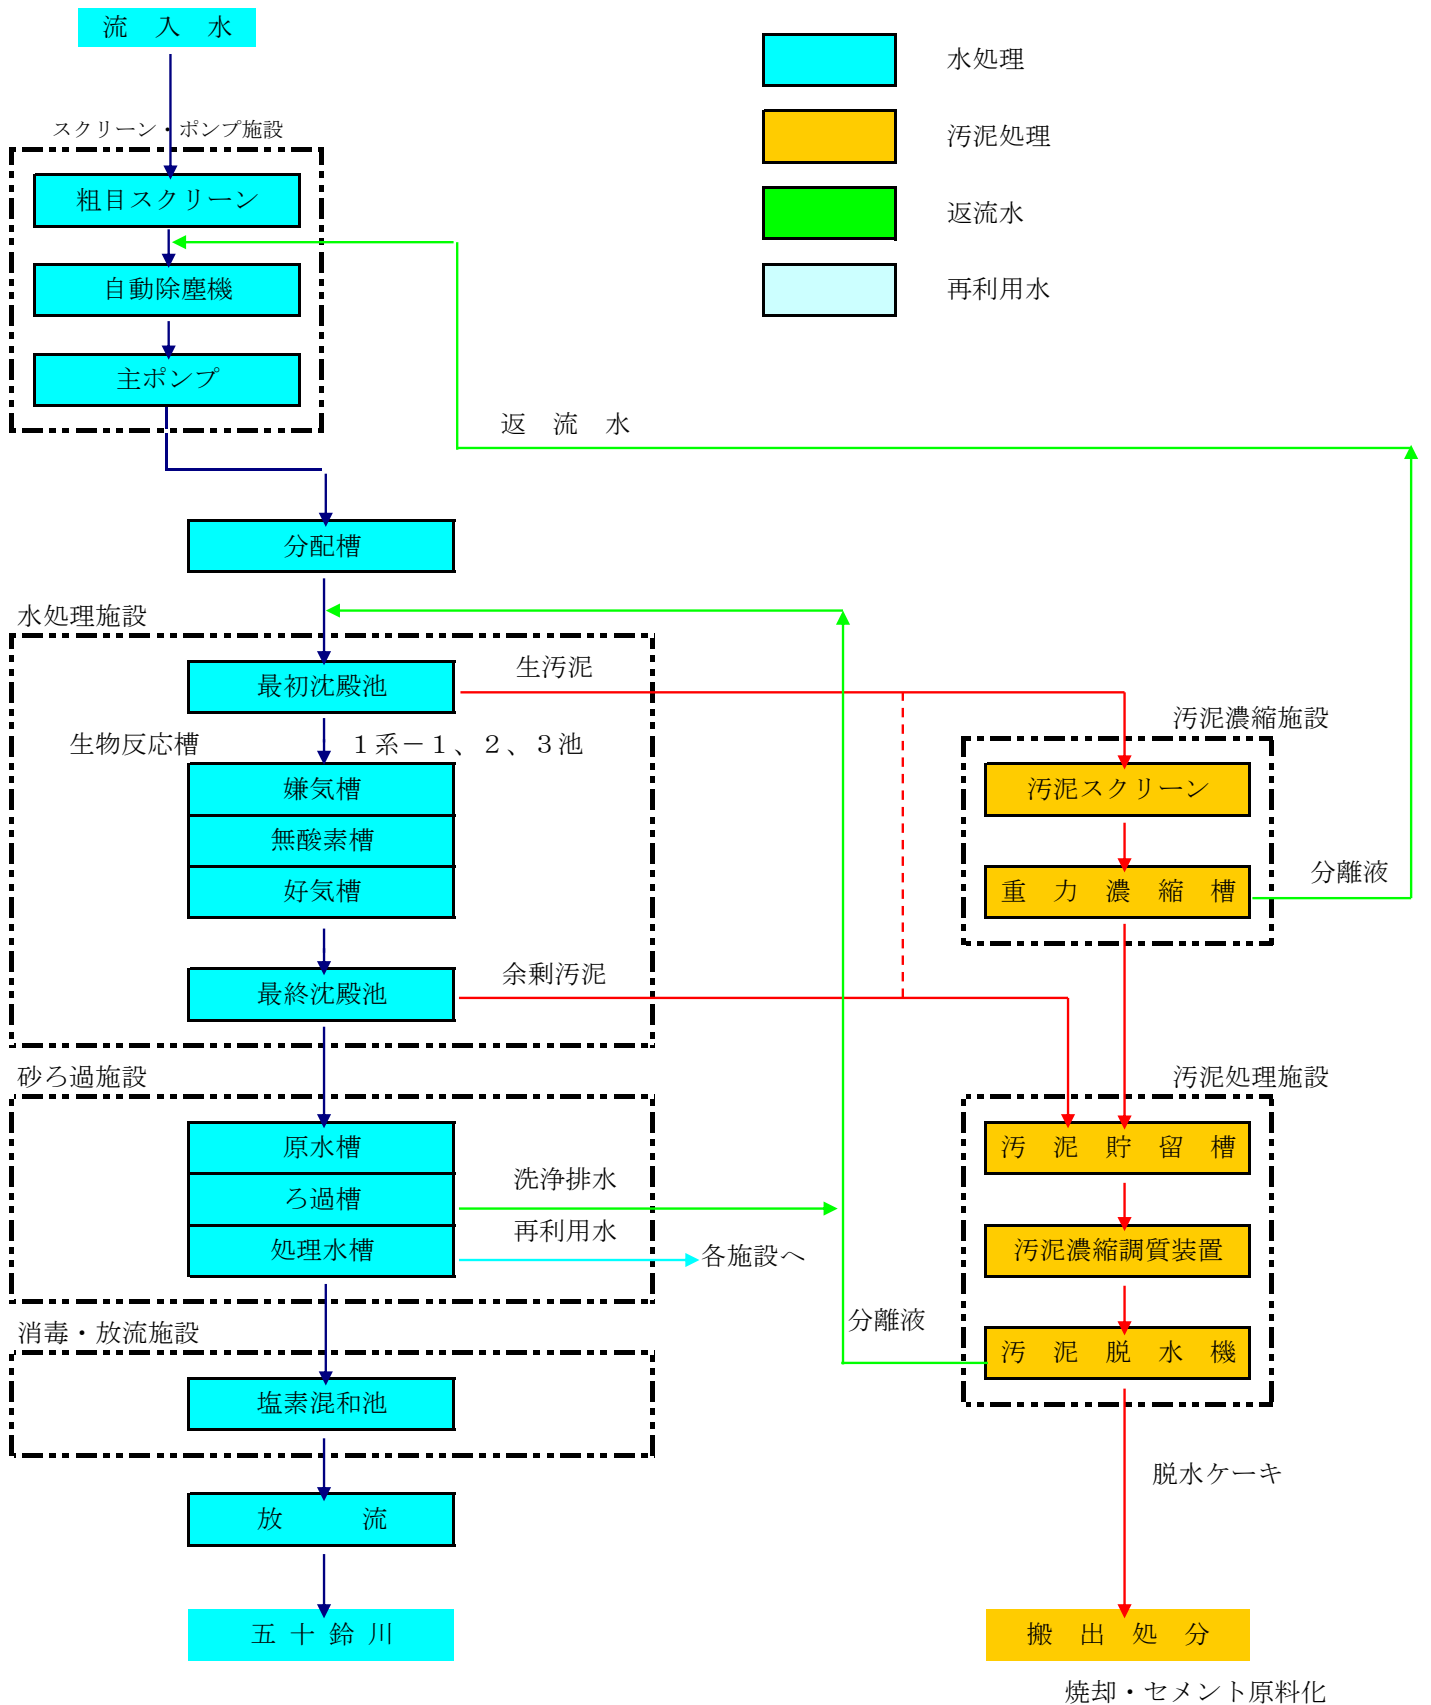 流　入　水
水処理
汚泥処理
返流水
再利用水
スクリーン・ポンプ施設
粗目スクリーン
自動除塵機
主ポンプ
返　流　水
分配槽
水処理施設
最初沈殿池
生汚泥
生物反応槽
１系－１、２、３池
嫌気槽
無酸素槽
好気槽
最終沈殿池
余剰汚泥
汚泥濃縮施設
汚泥スクリーン
重　力　濃　縮　槽
分離液
砂ろ過施設
原水槽
ろ過槽
処理水槽
洗浄排水
再利用水
各施設へ
汚泥処理施設
汚　泥　貯　留　槽
汚泥濃縮調質装置
汚　泥　脱　水　機
分離液
消毒・放流施設
塩素混和池
脱水ケーキ
放　　　流
五 十 鈴 川
搬　出　処　分
焼却・セメント原料化